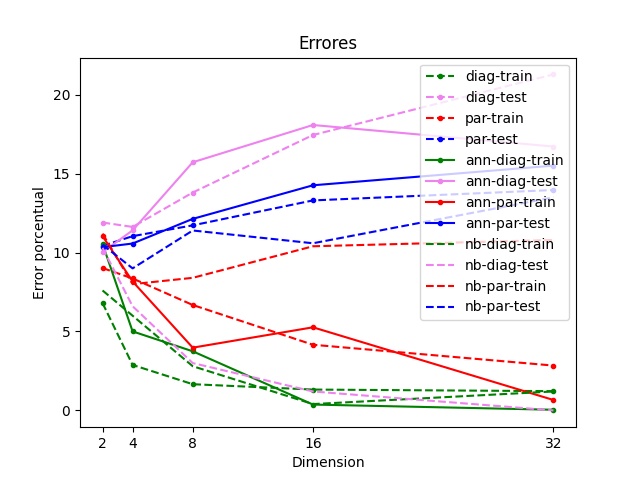 Errores
20
15
10
5
0
Error porcentual
2 4 8 16 32
Dimension
diag-train
diag-test
par-train
par-test
ann-diag-train
ann-diag-test
ann-par-train
ann-par-test
nb-diag-train
nb-diag-test
nb-par-train
nb-par-test